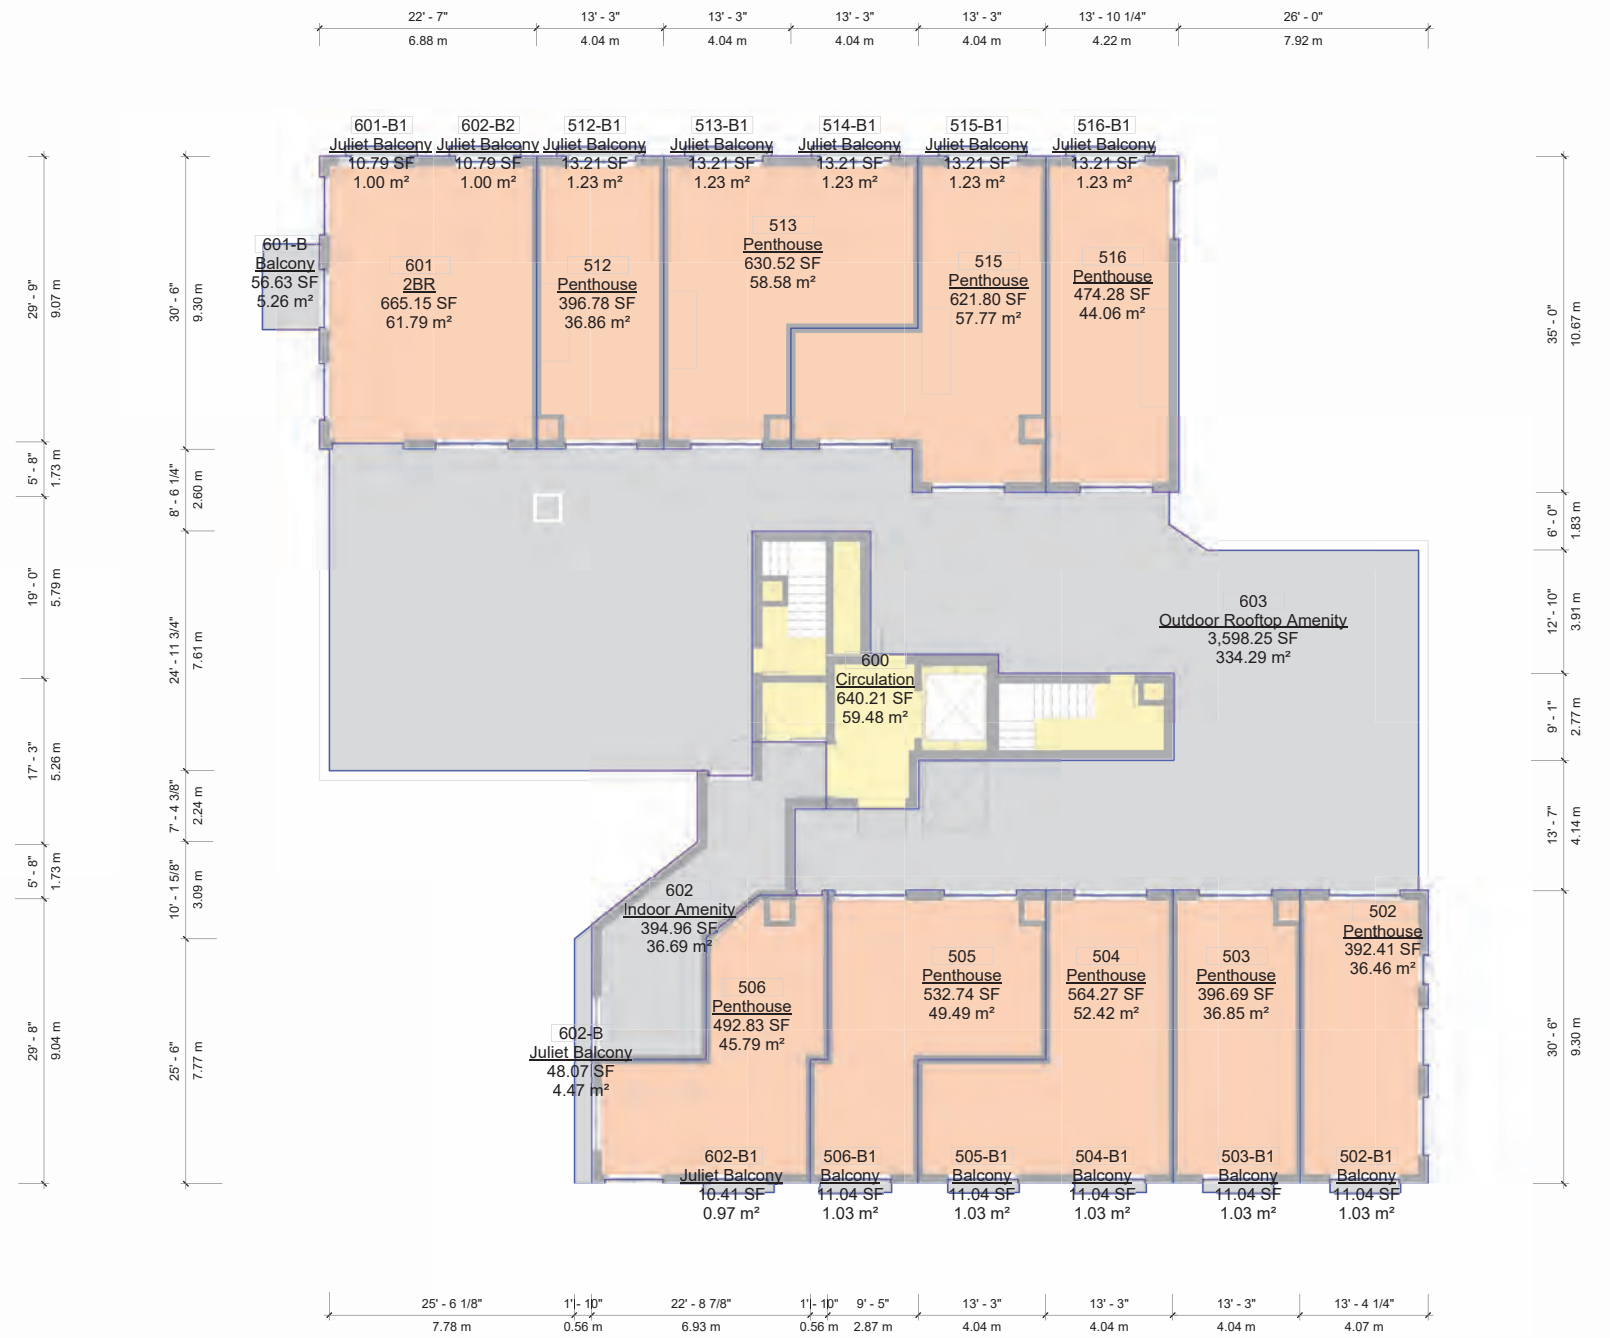 22' - 7"
13' - 3"
13' - 3"
13' - 3"
13' - 3"
13' - 10 1/4"
26' - 0"
6.88 m
4.04 m
4.04 m
4.04 m
4.04 m
4.22 m
7.92 m
601-B1
Juliet Balcony
10.79 SF
1.00 m²
602-B2
Juliet Balcony
10.79 SF
1.00 m²
512-B1
Juliet Balcony
13.21 SF
1.23 m²
513-B1
Juliet Balcony
13.21 SF
1.23 m²
514-B1
Juliet Balcony
13.21 SF
1.23 m²
515-B1
Juliet Balcony
13.21 SF
1.23 m²
516-B1
Juliet Balcony
13.21 SF
1.23 m²
601-B
Balcony
56.63 SF
5.26 m²
601
2BR
665.15 SF
61.79 m²
512
Penthouse
396.78 SF
36.86 m²
513
Penthouse
630.52 SF
58.58 m²
515
Penthouse
621.80 SF
57.77 m²
516
Penthouse
474.28 SF
44.06 m²
29' - 9"
9.07 m
5' - 8"
1.73 m
19' - 0"
5.79 m
17' - 3"
5.26 m
5' - 8"
1.73 m
29' - 8"
9.04 m
30' - 6"
9.30 m
8' - 6 1/4"
2.60 m
24' - 11 3/4"
7.61 m
7' - 4 3/8"
2.24 m
10' - 1 5/8"
3.09 m
25' - 6"
7.77 m
35' - 0"
10.67 m
6' - 0"
1.83 m
12' - 10"
3.91 m
9' - 1"
2.77 m
13' - 7"
4.14 m
30' - 6"
9.30 m
603
Outdoor Rooftop Amenity
3,598.25 SF
334.29 m²
600
Circulation
640.21 SF
59.48 m²
602
Indoor Amenity
394.96 SF
36.69 m²
506
Penthouse
492.83 SF
45.79 m²
505
Penthouse
532.74 SF
49.49 m²
504
Penthouse
564.27 SF
52.42 m²
503
Penthouse
396.69 SF
36.85 m²
502
Penthouse
392.41 SF
36.46 m²
602-B
Juliet Balcony
48.07 SF
4.47 m²
602-B1
Juliet Balcony
10.41 SF
0.97 m²
506-B1
Balcony
11.04 SF
1.03 m²
505-B1
Balcony
11.04 SF
1.03 m²
504-B1
Balcony
11.04 SF
1.03 m²
503-B1
Balcony
11.04 SF
1.03 m²
502-B1
Balcony
11.04 SF
1.03 m²
25' - 6 1/8"
1' - 10"
22' - 8 7/8"
1' - 10"
9' - 5"
13' - 3"
13' - 3"
13' - 3"
13' - 4 1/4"
7.78 m
0.56 m
6.93 m
0.56 m
2.87 m
4.04 m
4.04 m
4.04 m
4.07 m